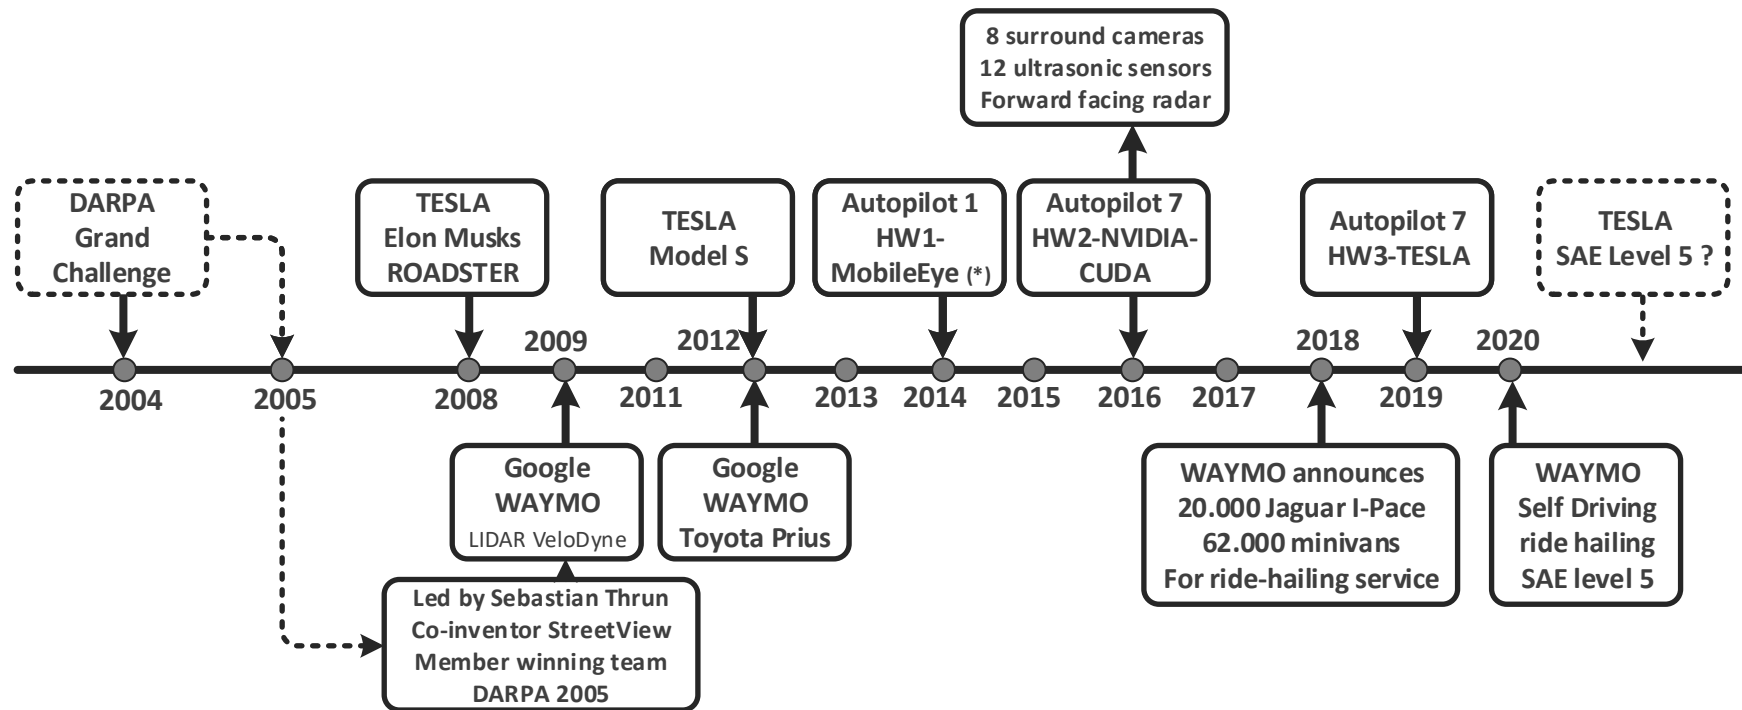 8 surround cameras
12 ultrasonic sensors
Forward facing radar
DARPA
Grand
Challenge
TESLA
Elon Musks
ROADSTER
TESLA
Model S
Autopilot 1
HW1-
MobileEye (*)
Autopilot 7
HW2-NVIDIA-
CUDA
Autopilot 7
HW3-TESLA
TESLA
SAE Level 5 ?
2009
2012
2018
2020
2004
2005
2008
2011
2013
2014
2015
2016
2017
2019
Google
WAYMO
LIDAR VeloDyne
Google
WAYMO
Toyota Prius
WAYMO announces
20.000 Jaguar I-Pace
62.000 minivans
For ride-hailing service
WAYMO
Self Driving
ride hailing
SAE level 5
Led by Sebastian Thrun
Co-inventor StreetView
Member winning team
DARPA 2005